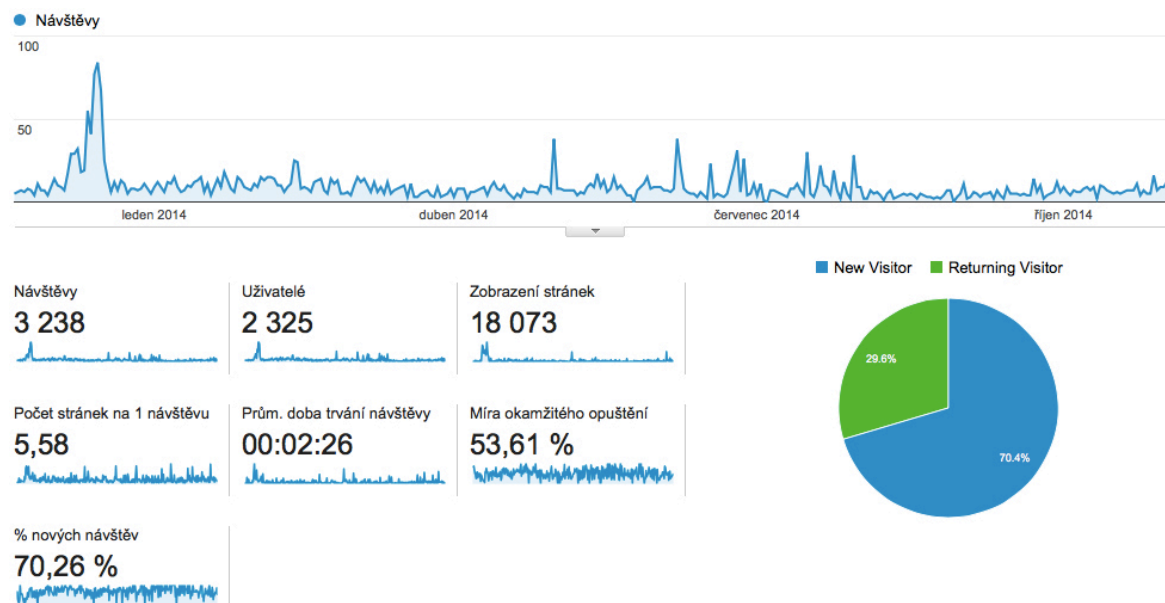 Návštěvy
100
50
leden 2014
duben 2014
červenec 2014
říjen 2014
New Visitor
Returning Visitor
Návštěvy
3 238
Uživatelé
2 325
Zobrazení stránek
18 073
29.6%
70.4%
Počet stránek na 1 návštěvu
5,58
Prům. doba trvání návštěvy
00:02:26
Míra okamžitého opuštění
53,61 %
% nových návštěv
70,26 %